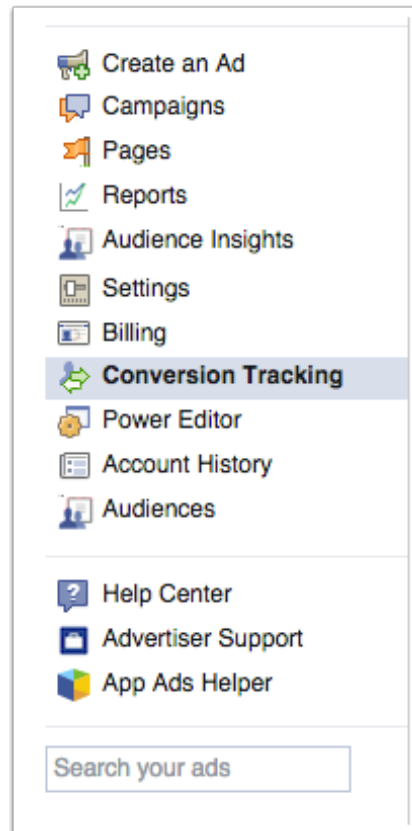 Create an Ad
Campaigns
Pages
Reports
Audience Insights
Settings
Billing
Conversion Tracking
Power Editor
Account History
Audiences
Help Center
Advertiser Support
App Ads Helper
Search your ads